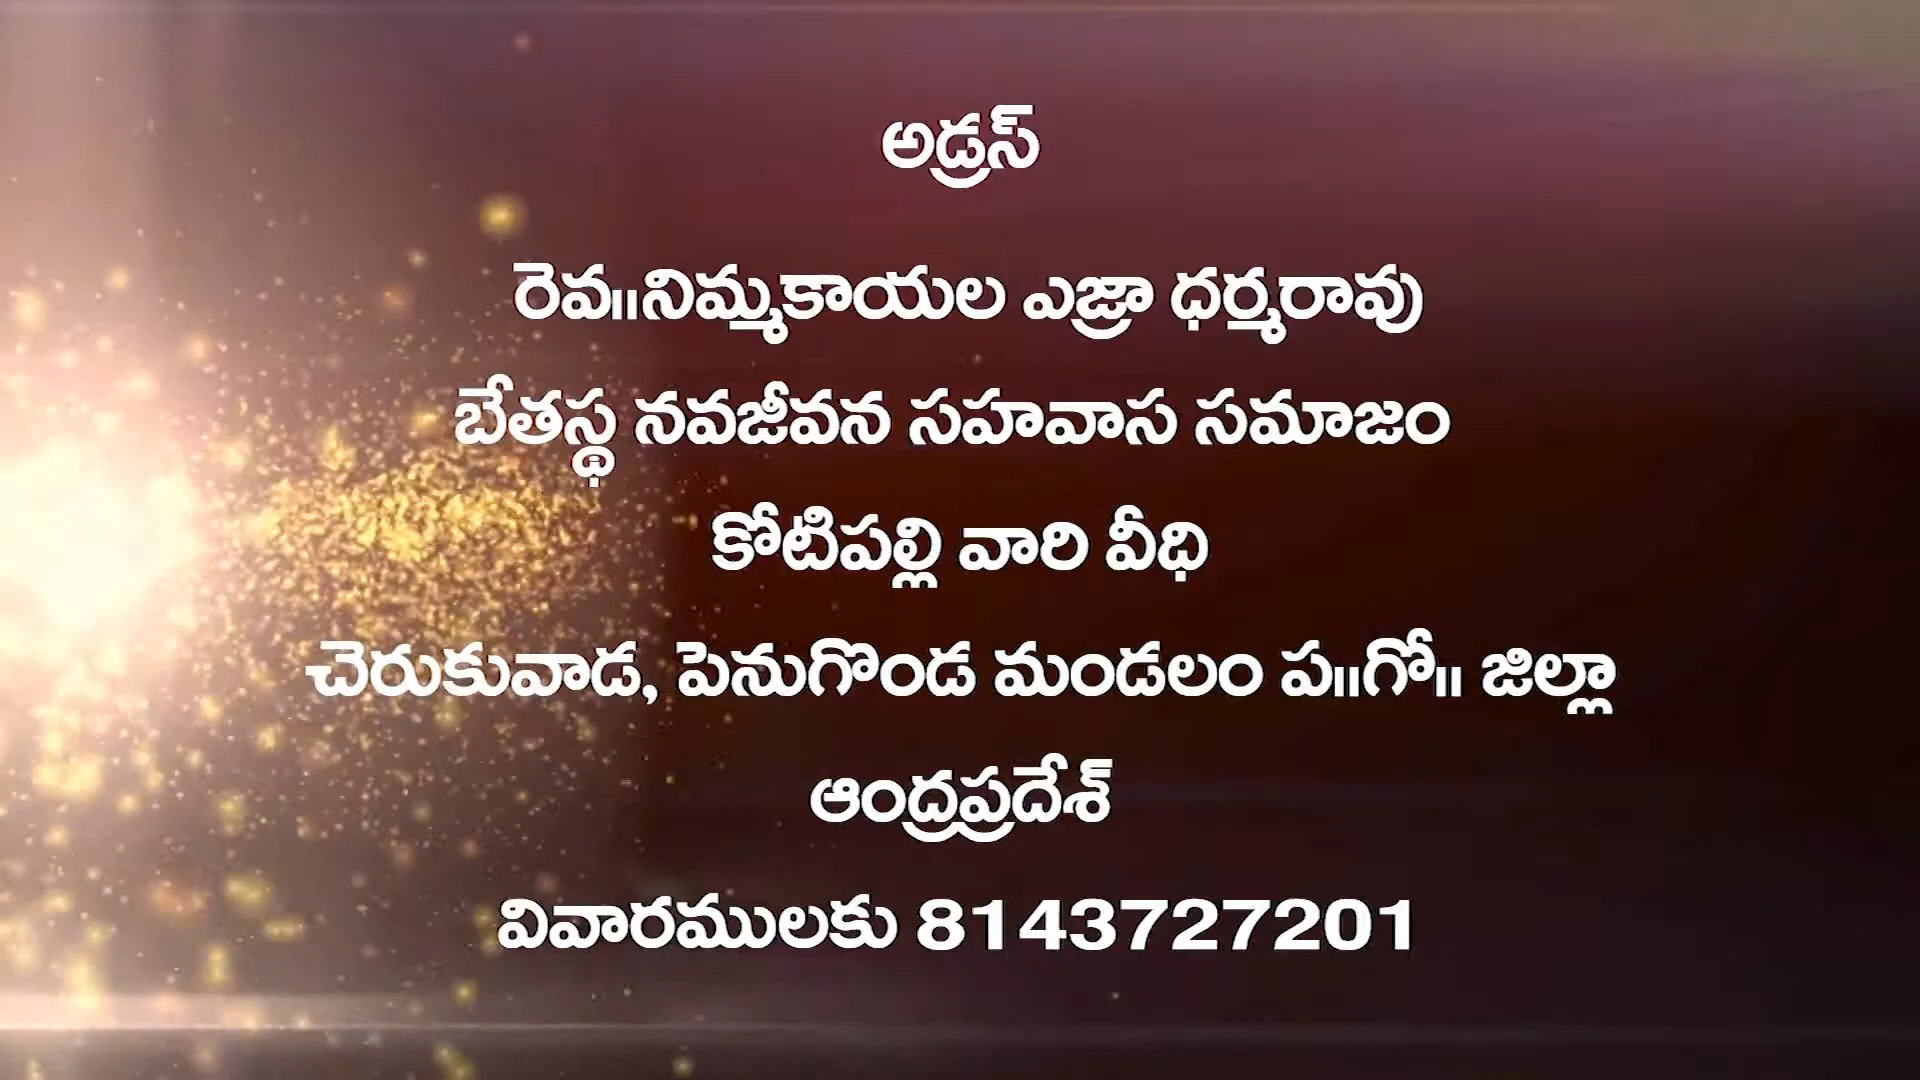 అడ్రస్
రెవ॥నిమ్మకాయల ఎజ్రా ధర్మరావు
బేతస్థ నవజీవన సహవాస సమాజం
కోటిపల్లి వారి వీధి
చెరుకువాడ, పెనుగొండ మండలం ప॥గో॥ జిల్లా
ఆంద్రప్రదేశ్
వివారములకు 8143727201